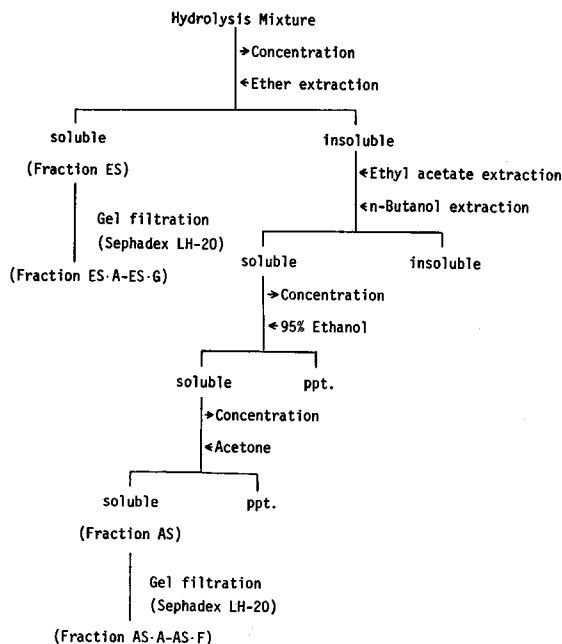 Hydrolysis Mixture
→Concentration
←Ether extraction
soluble
insoluble
(Fraction ES)
←Ethyl acetate extraction
←n-Butanol extraction
Gel filtration
(Sephadex LH-20)
soluble
insoluble
(Fraction ES·A-ES·G)
→Concentration
←95% Ethanol
soluble
ppt.
→Concentration
←Acetone
soluble
ppt.
(Fraction AS)
Gel filtration
(Sephadex LH-20)
(Fraction AS·A-AS·F)